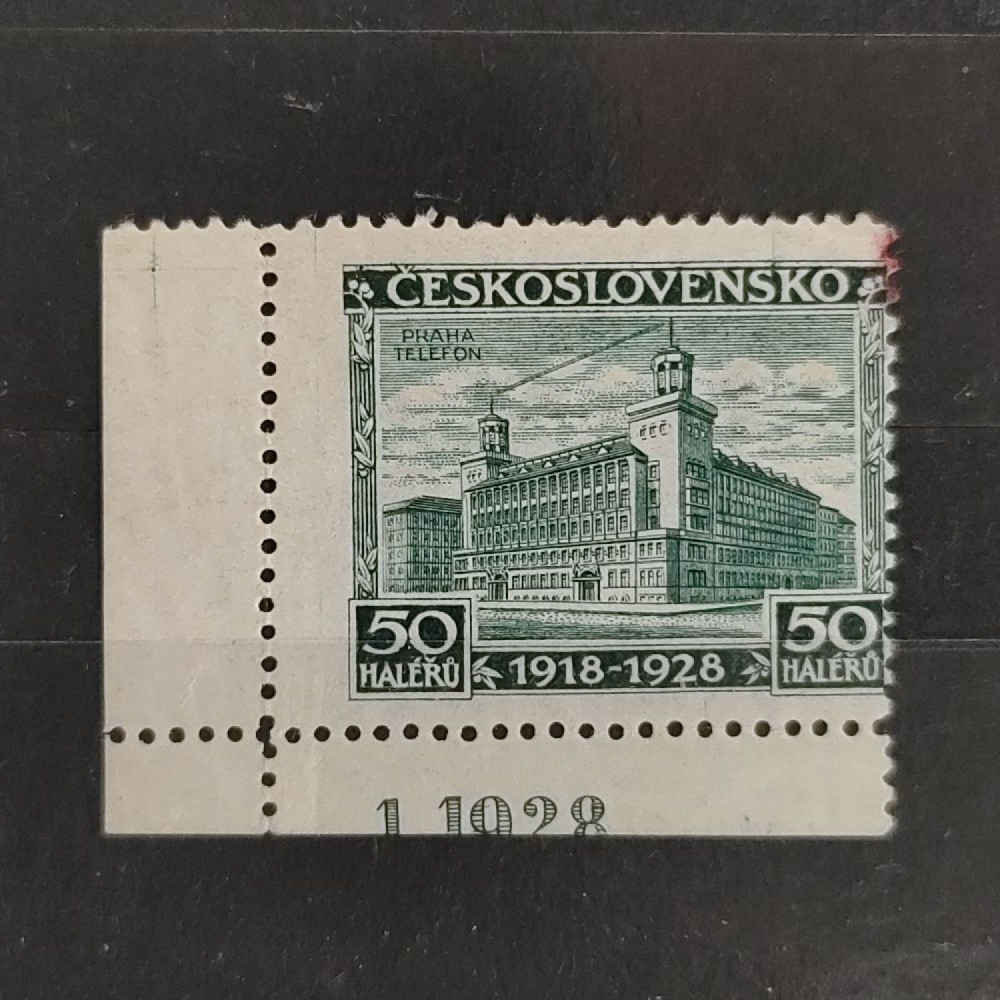 ČESKOSLOVENSKO
PRAHA
TELEFON
50
HALÉŘŮ
1918-1928
50
HALÉŘŮ
1 1928